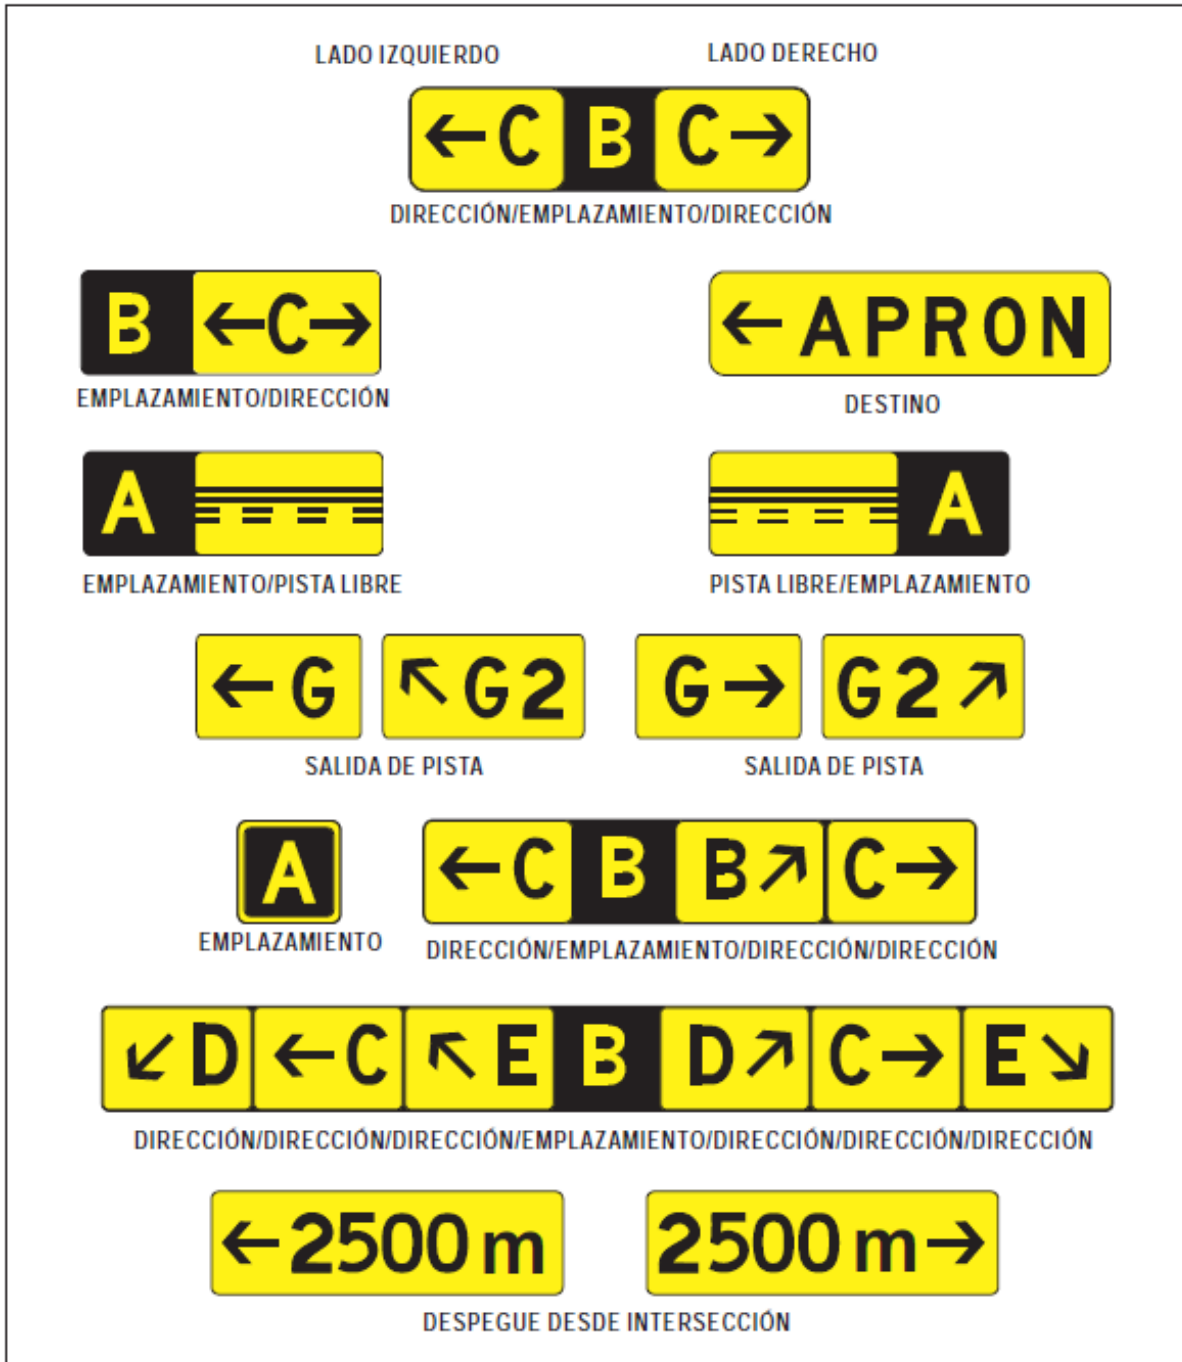 LADO IZQUIERDO LADO DERECHO
←C B C→
DIRECCIÓN/EMPLAZAMIENTO/DIRECCIÓN
B ←C→ ←APRON
EMPLAZAMIENTO/DIRECCIÓN DESTINO
A A
EMPLAZAMIENTO/PISTA LIBRE PISTA LIBRE/EMPLAZAMIENTO
←G ↖G2 G→ G2↗
SALIDA DE PISTA SALIDA DE PISTA
A ←C B B↗ C→
EMPLAZAMIENTO DIRECCIÓN/EMPLAZAMIENTO/DIRECCIÓN/DIRECCIÓN
↙D ←C ↖E B D↗ C→ E↘
DIRECCIÓN/DIRECCIÓN/DIRECCIÓN/EMPLAZAMIENTO/DIRECCIÓN/DIRECCIÓN/DIRECCIÓN
←2500 m 2500 m→
DESPEGUE DESDE INTERSECCIÓN